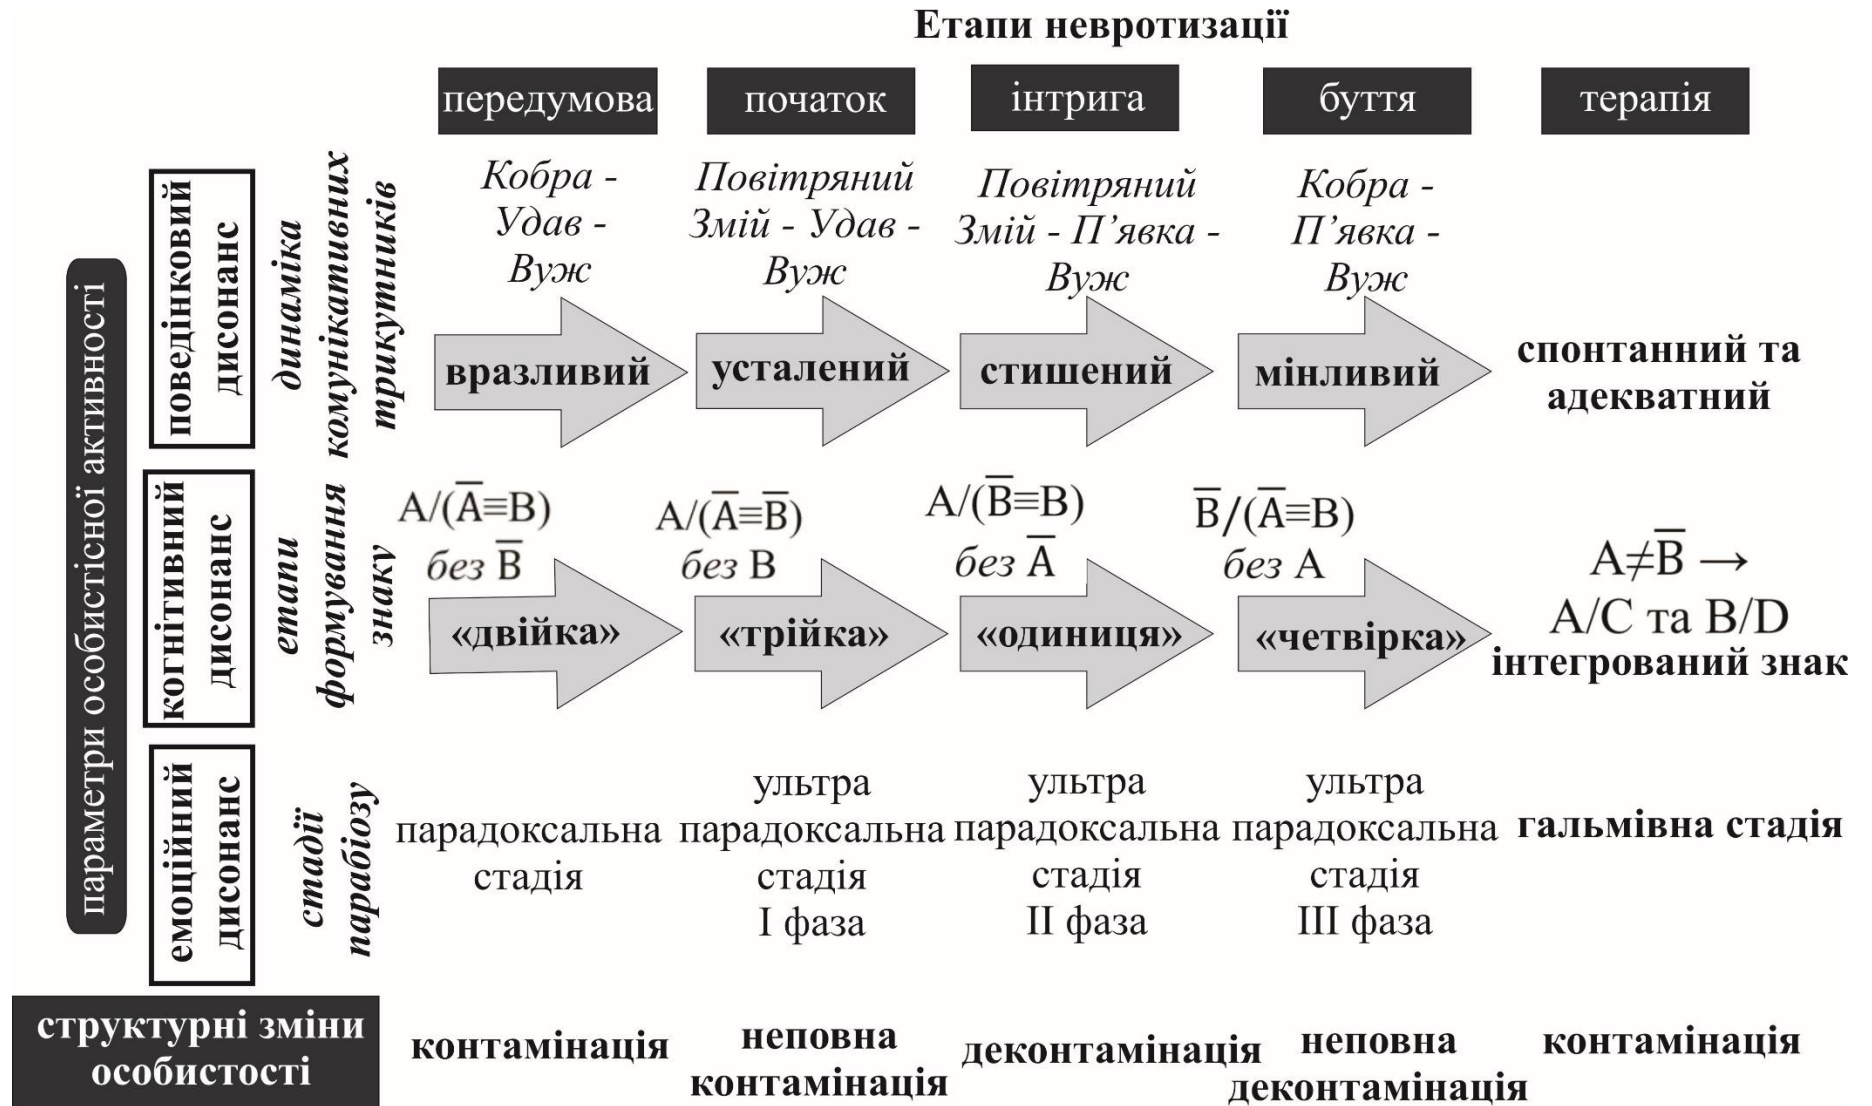 Етапи невротизації
передумова
початок
інтрига
буття
терапія
параметри особистісної активності
поведінковий
дисонанс
динаміка
комунікативних
трикутників
Кобра -
Удав -
Вуж
Повітряний
Змій - Удав -
Вуж
Повітряний
Змій - П’явка -
Вуж
Кобра -
П’явка -
Вуж
вразливий
усталений
стишений
мінливий
спонтанний та
адекватний
когнітивний
дисонанс
етапи
формування
знаку
A/(A̅≡B)
без B̅
A/(A̅≡B̅)
без B
A/(B̅≡B)
без A̅
B̅/(A̅≡B)
без A
«двійка»
«трійка»
«одиниця»
«четвірка»
A≠B̅ →
A/C та B/D
інтегрований знак
емоційний
дисонанс
стадії
парабіозу
парадоксальна
стадія
ультра
парадоксальна
стадія
I фаза
ультра
парадоксальна
стадія
II фаза
ультра
парадоксальна
стадія
III фаза
гальмівна стадія
структурні зміни
особистості
контамінація
неповна
контамінація
деконтамінація
неповна
деконтамінація
контамінація